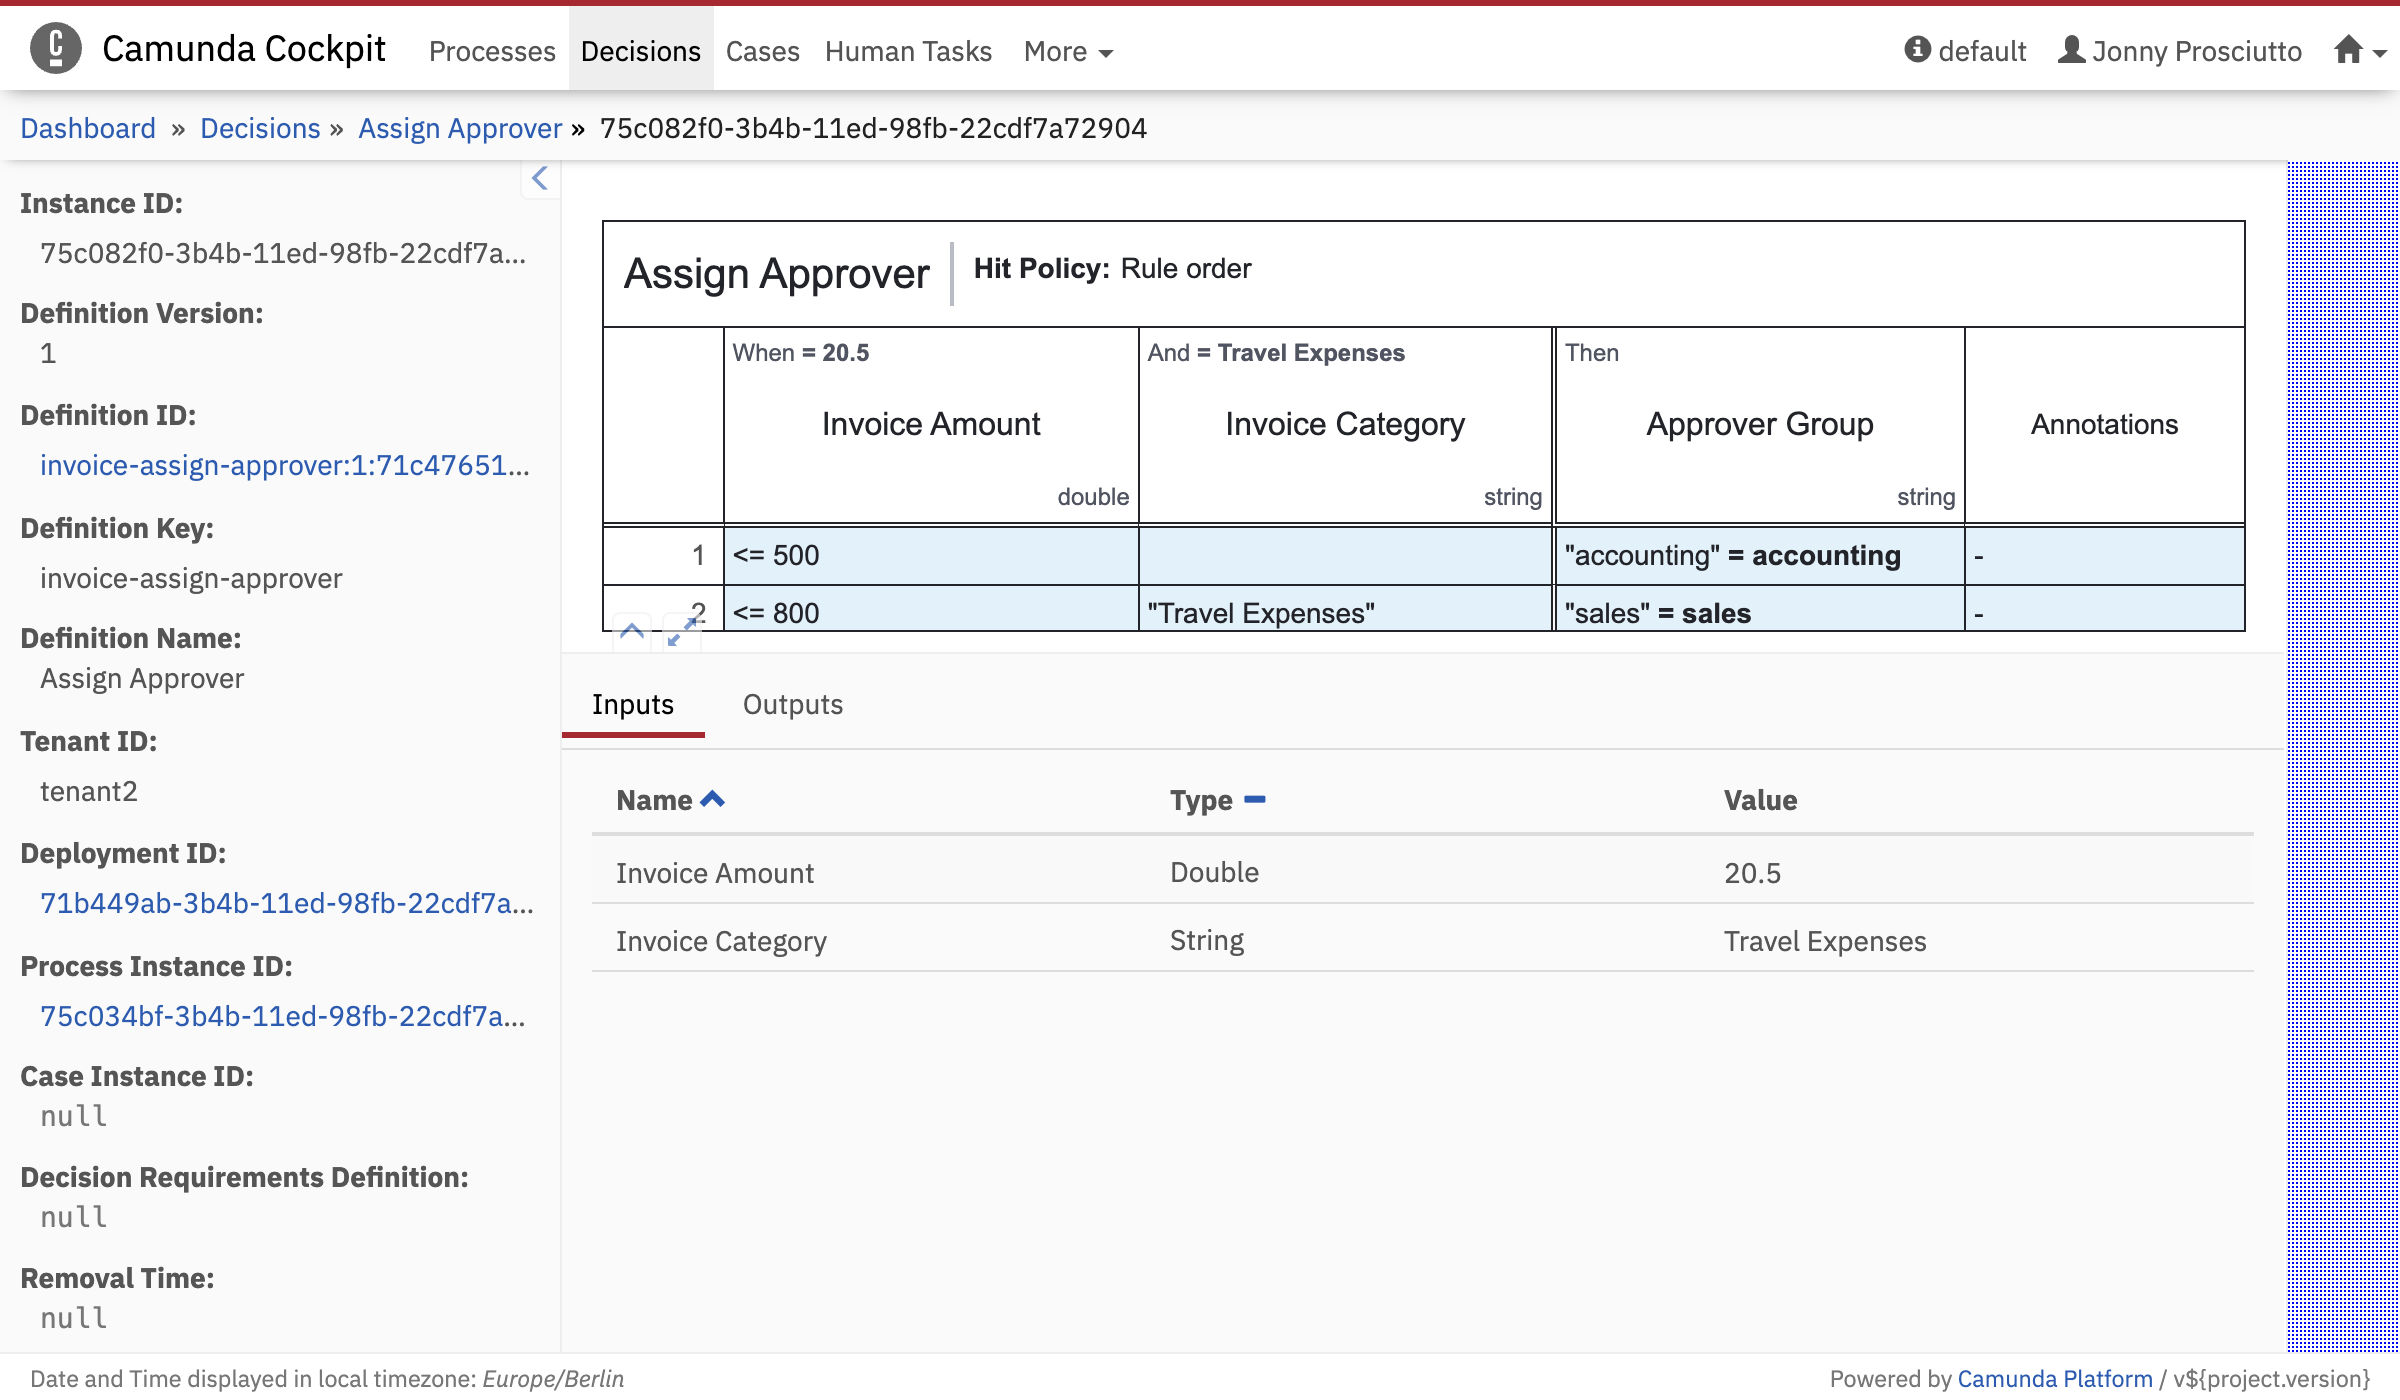 Camunda Cockpit Processes Decisions Cases Human Tasks More default Jonny Prosciutto
Dashboard » Decisions » Assign Approver » 75c082f0-3b4b-11ed-98fb-22cdf7a72904
Instance ID:
75c082f0-3b4b-11ed-98fb-22cdf7a...
Definition Version:
1
Definition ID:
invoice-assign-approver:1:71c47651...
Definition Key:
invoice-assign-approver
Definition Name:
Assign Approver
Tenant ID:
tenant2
Deployment ID:
71b449ab-3b4b-11ed-98fb-22cdf7a...
Process Instance ID:
75c034bf-3b4b-11ed-98fb-22cdf7a...
Case Instance ID:
null
Decision Requirements Definition:
null
Removal Time:
null
Assign Approver Hit Policy: Rule order
When = 20.5 And = Travel Expenses Then
Invoice Amount Invoice Category Approver Group Annotations
double string string
1 <= 500 "accounting" = accounting -
2 <= 800 "Travel Expenses" "sales" = sales -
Inputs Outputs
Name Type Value
Invoice Amount Double 20.5
Invoice Category String Travel Expenses
Date and Time displayed in local timezone: Europe/Berlin Powered by Camunda Platform / v${project.version}